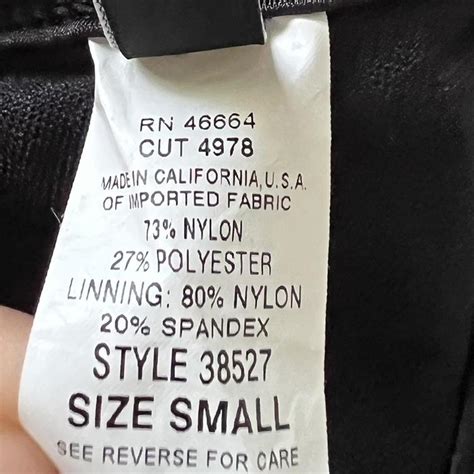 RN 46664
CUT 4978
MADE IN CALIFORNIA, U.S.A.
OF IMPORTED FABRIC
73% NYLON
27% POLYESTER
LINNING: 80% NYLON
20% SPANDEX
STYLE 38527
SIZE SMALL
SEE REVERSE FOR CARE